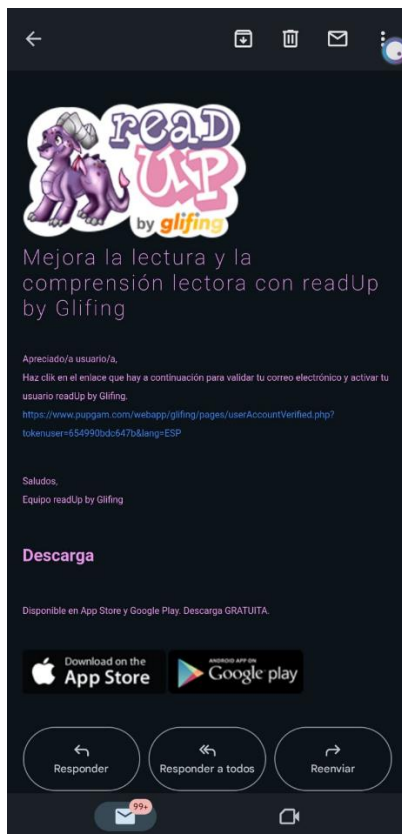 reaD
UP
by glifing
Mejora la lectura y la
comprensión lectora con readUp
by Glifing
Apreciado/a usuario/a,
Haz clik en el enlace que hay a continuación para validar tu correo electrónico y activar tu
usuario readUp by Glifing.
https://www.pupgam.com/webapp/glifing/pages/userAccountVerified.php?
tokenuser=654990bdc647b&lang=ESP
Saludos,
Equipo readUp by Glifing
Descarga
Disponible en App Store y Google Play. Descarga GRATUITA.
Download on the
App Store
ANDROID APP ON
Google play
Responder
Responder a todos
Reenviar
99+